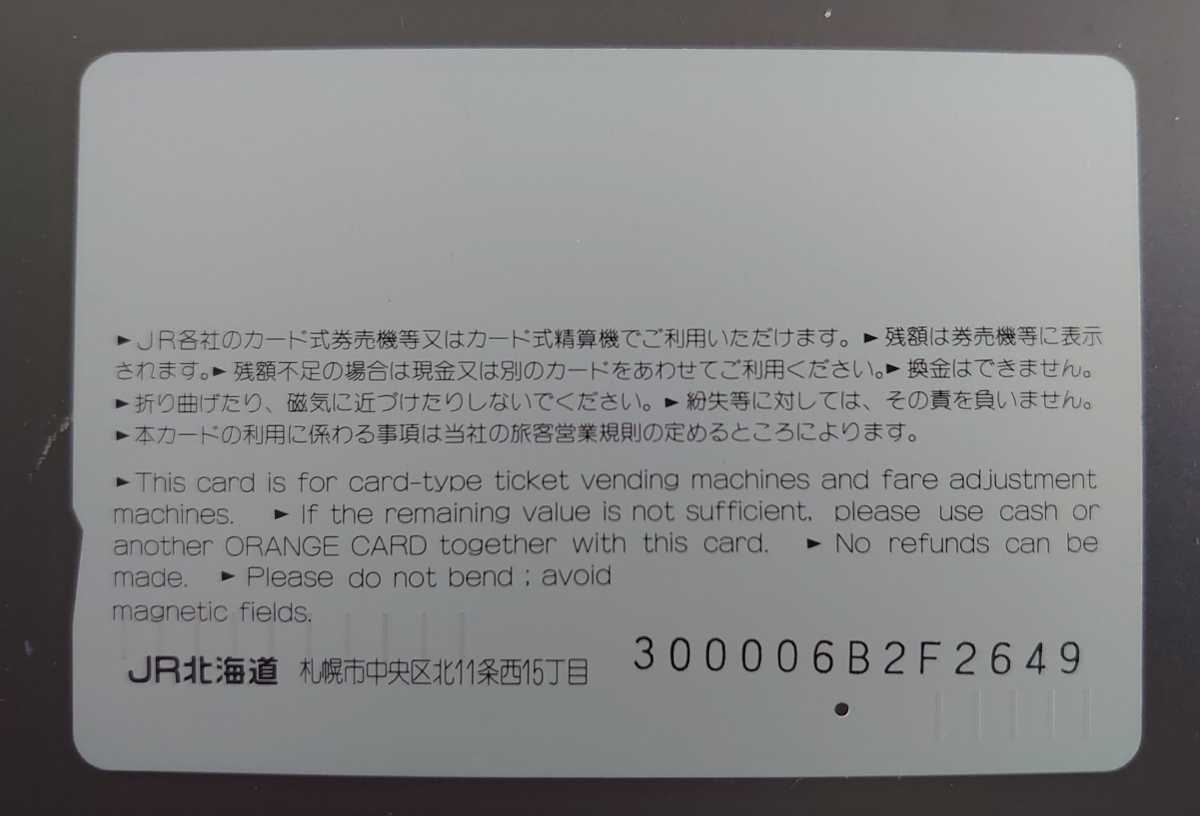 ►JR各社のカード式券売機等又はカード式精算機でご利用いただけます。►残額は券売機等に表示
されます。►残額不足の場合は現金又は別のカードをあわせてご利用ください。►換金はできません。
►折り曲げたり、磁気に近づけたりしないでください。►紛失等に対しては、その責を負いません。
►本カードの利用に係わる事項は当社の旅客営業規則の定めるところによります。
►This card is for card-type ticket vending machines and fare adjustment
machines. ►If the remaining value is not sufficient, please use cash or
another ORANGE CARD together with this card. ►No refunds can be
made. ►Please do not bend; avoid
magnetic fields.
JR北海道 札幌市中央区北11条西15丁目 300006B2F2649